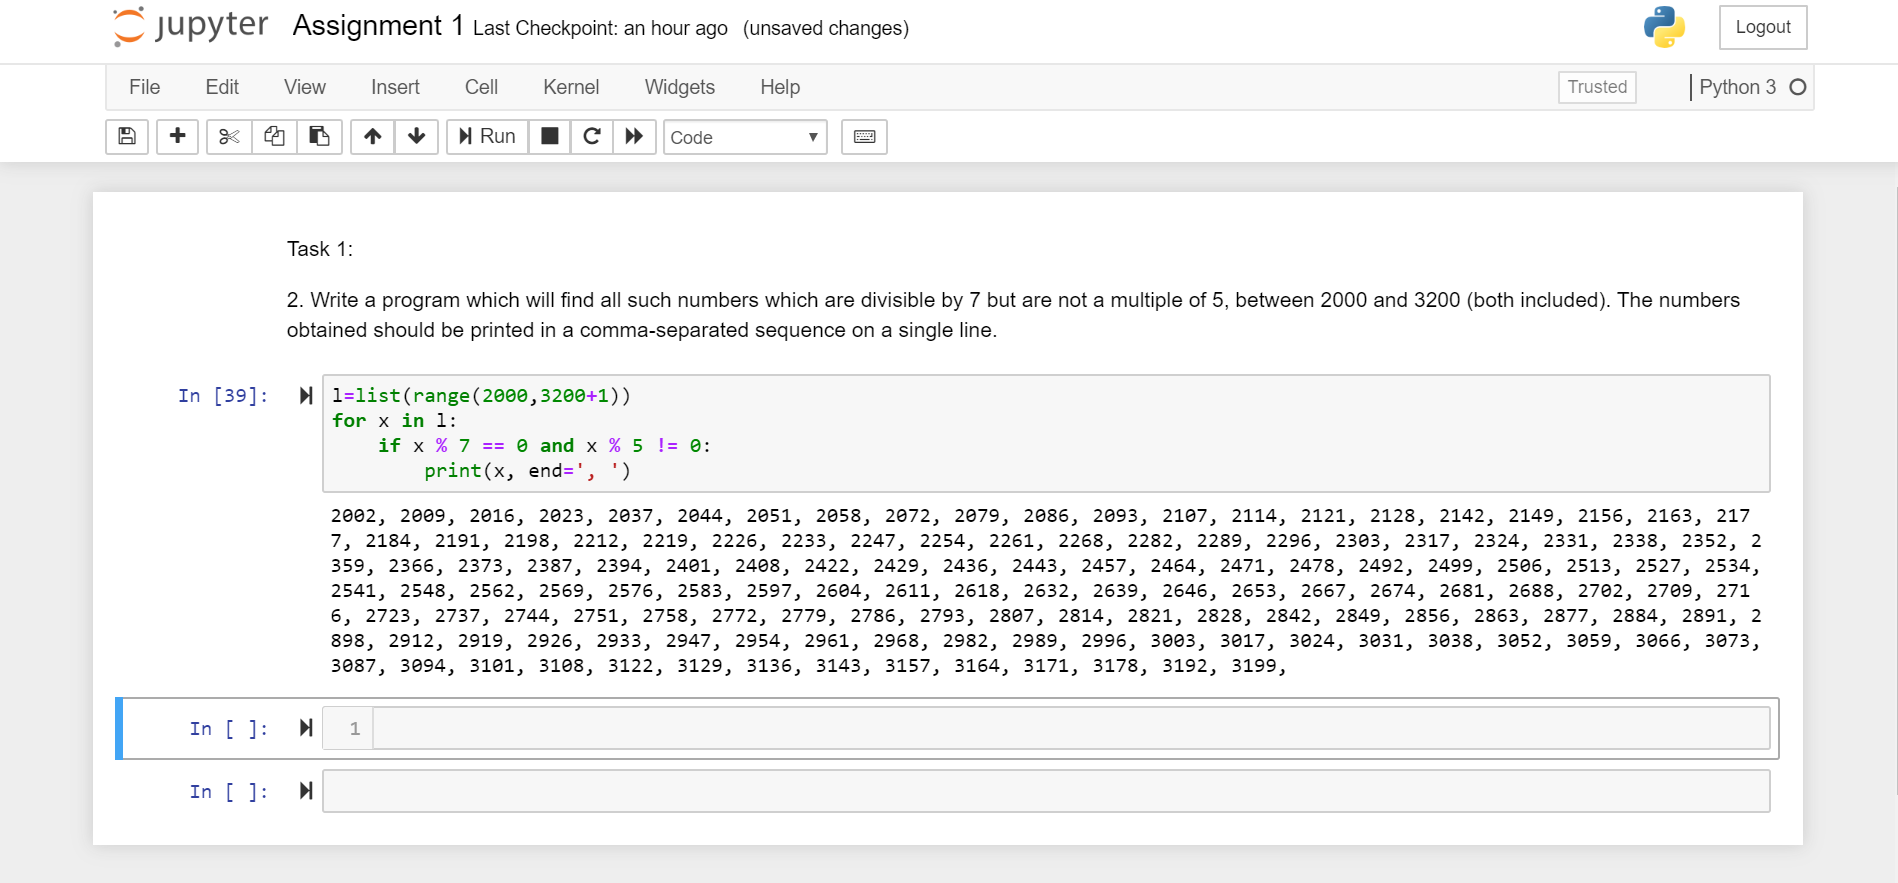 jupyter Assignment 1 Last Checkpoint: an hour ago (unsaved changes) Logout
File Edit View Insert Cell Kernel Widgets Help Trusted Python 3
Run Code
Task 1:
2. Write a program which will find all such numbers which are divisible by 7 but are not a multiple of 5, between 2000 and 3200 (both included). The numbers
obtained should be printed in a comma-separated sequence on a single line.
In [39]: l=list(range(2000,3200+1))
for x in l:
    if x % 7 == 0 and x % 5 != 0:
        print(x, end=', ')
2002, 2009, 2016, 2023, 2037, 2044, 2051, 2058, 2072, 2079, 2086, 2093, 2107, 2114, 2121, 2128, 2142, 2149, 2156, 2163, 217
7, 2184, 2191, 2198, 2212, 2219, 2226, 2233, 2247, 2254, 2261, 2268, 2282, 2289, 2296, 2303, 2317, 2324, 2331, 2338, 2352, 2
359, 2366, 2373, 2387, 2394, 2401, 2408, 2422, 2429, 2436, 2443, 2457, 2464, 2471, 2478, 2492, 2499, 2506, 2513, 2527, 2534,
2541, 2548, 2562, 2569, 2576, 2583, 2597, 2604, 2611, 2618, 2632, 2639, 2646, 2653, 2667, 2674, 2681, 2688, 2702, 2709, 271
6, 2723, 2737, 2744, 2751, 2758, 2772, 2779, 2786, 2793, 2807, 2814, 2821, 2828, 2842, 2849, 2856, 2863, 2877, 2884, 2891, 2
898, 2912, 2919, 2926, 2933, 2947, 2954, 2961, 2968, 2982, 2989, 2996, 3003, 3017, 3024, 3031, 3038, 3052, 3059, 3066, 3073,
3087, 3094, 3101, 3108, 3122, 3129, 3136, 3143, 3157, 3164, 3171, 3178, 3192, 3199,
In [ ]: 1
In [ ]: